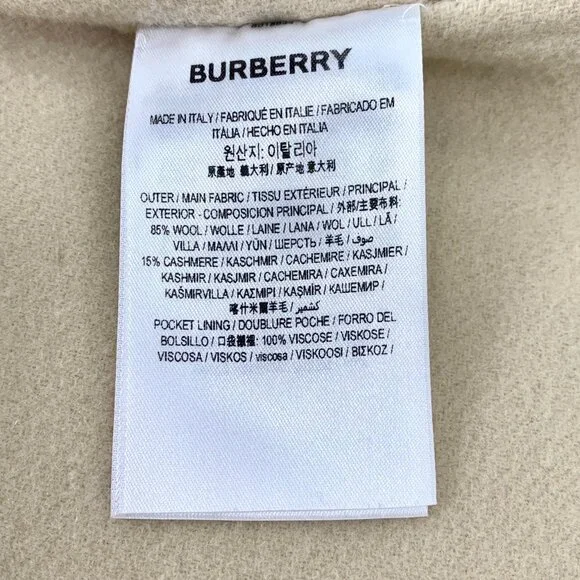 BURBERRY
MADE IN ITALY / FABRIQUÉ EN ITALIE / FABRICADO EM
ITÁLIA / HECHO EN ITALIA
원산지: 이탈리아
原產地 義大利 / 原产地 意大利
OUTER / MAIN FABRIC / TISSU EXTÉRIEUR / PRINCIPAL /
EXTERIOR - COMPOSICION PRINCIPAL / 外部/主要布料:
85% WOOL / WOLLE / LAINE / LANA / WOL / ULL / LÃ /
VILLA / ΜΑΛΛΙ / YÜN / ШЕРСТЬ / 羊毛 / صوف /
15% CASHMERE / KASCHMIR / CACHEMIRE / KASJMIER /
KASHMIR / KASJMIR / CACHEMIRA / CAXEMIRA /
KAŠMIRVILLA / ΚΑΣΜΙΡΙ / KAŞMİR / КАШЕМИР /
喀什米爾羊毛 / كشمير /
POCKET LINING / DOUBLURE POCHE / FORRO DEL
BOLSILLO / 口袋襯裡: 100% VISCOSE / VISKOSE /
VISCOSA / VISKOS / viscosa / VISKOOSI / ΒΙΣΚΟΖ /